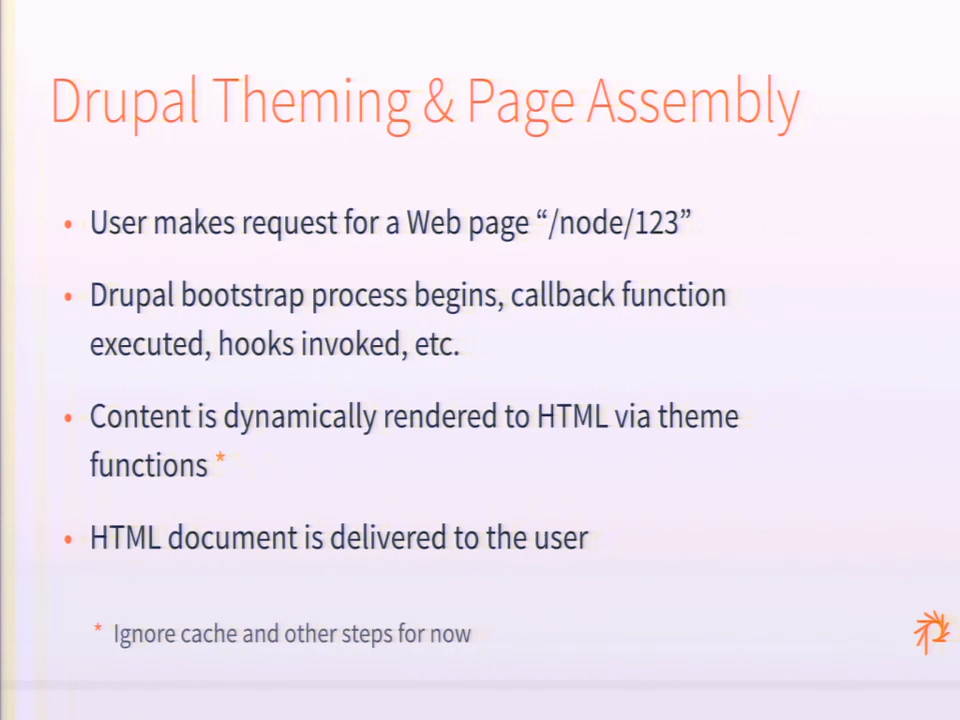 Drupal Theming & Page Assembly
• User makes request for a Web page “/node/123”
• Drupal bootstrap process begins, callback function
executed, hooks invoked, etc.
• Content is dynamically rendered to HTML via theme
functions *
• HTML document is delivered to the user
* Ignore cache and other steps for now